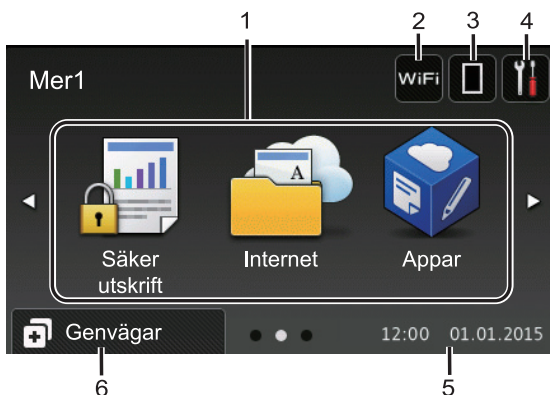 1 2 3 4
Mer1
WiFi
A
Säker
utskrift
Internet
Appar
Genvägar
12:00 01.01.2015
6 5